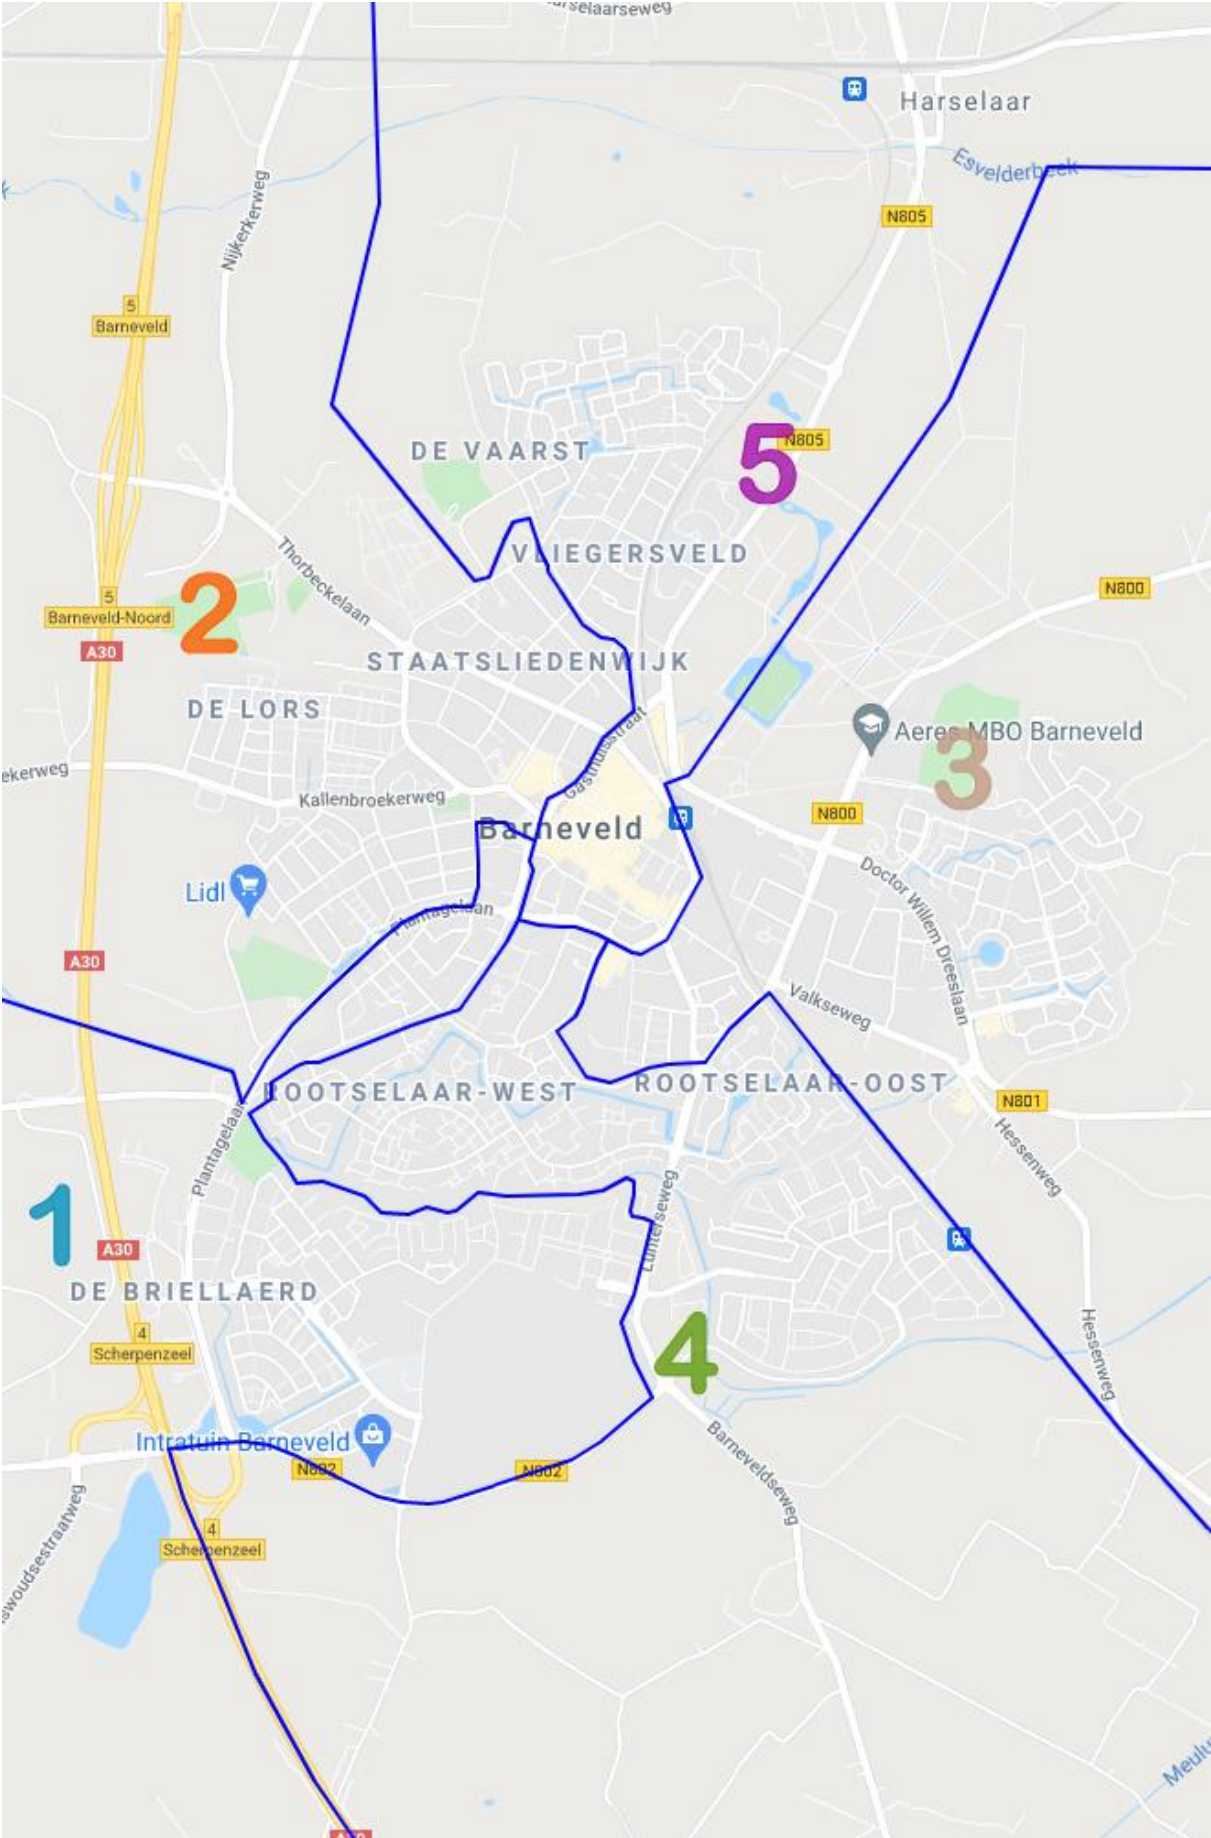 Harselaar
Esvelderbeek
N805
Nijkerkerweg
5
Barneveld
DE VAARST
5
N805
VLIEGERSVELD
Thorbeckelaan
N800
5
Barneveld-Noord
2
A30
STAATSLIEDENWIJK
DE LORS
Gasthuisstraat
Aeres MBO Barneveld
3
ekerweg
Kallenbroekerweg
N800
Barneveld
Lidl
Plantagelaan
Doctor Willem Dreeslaan
A30
Valkseweg
ROOTSELAAR-WEST
ROOTSELAAR-OOST
N801
Plantagelaan
Hessenweg
1
Lunterseweg
A30
DE BRIELLAERD
4
Scherpenzeel
4
Hessenweg
Intratuin Barneveld
N802
N802
Barneveldseweg
swoudsestraatweg
4
Scherpenzeel